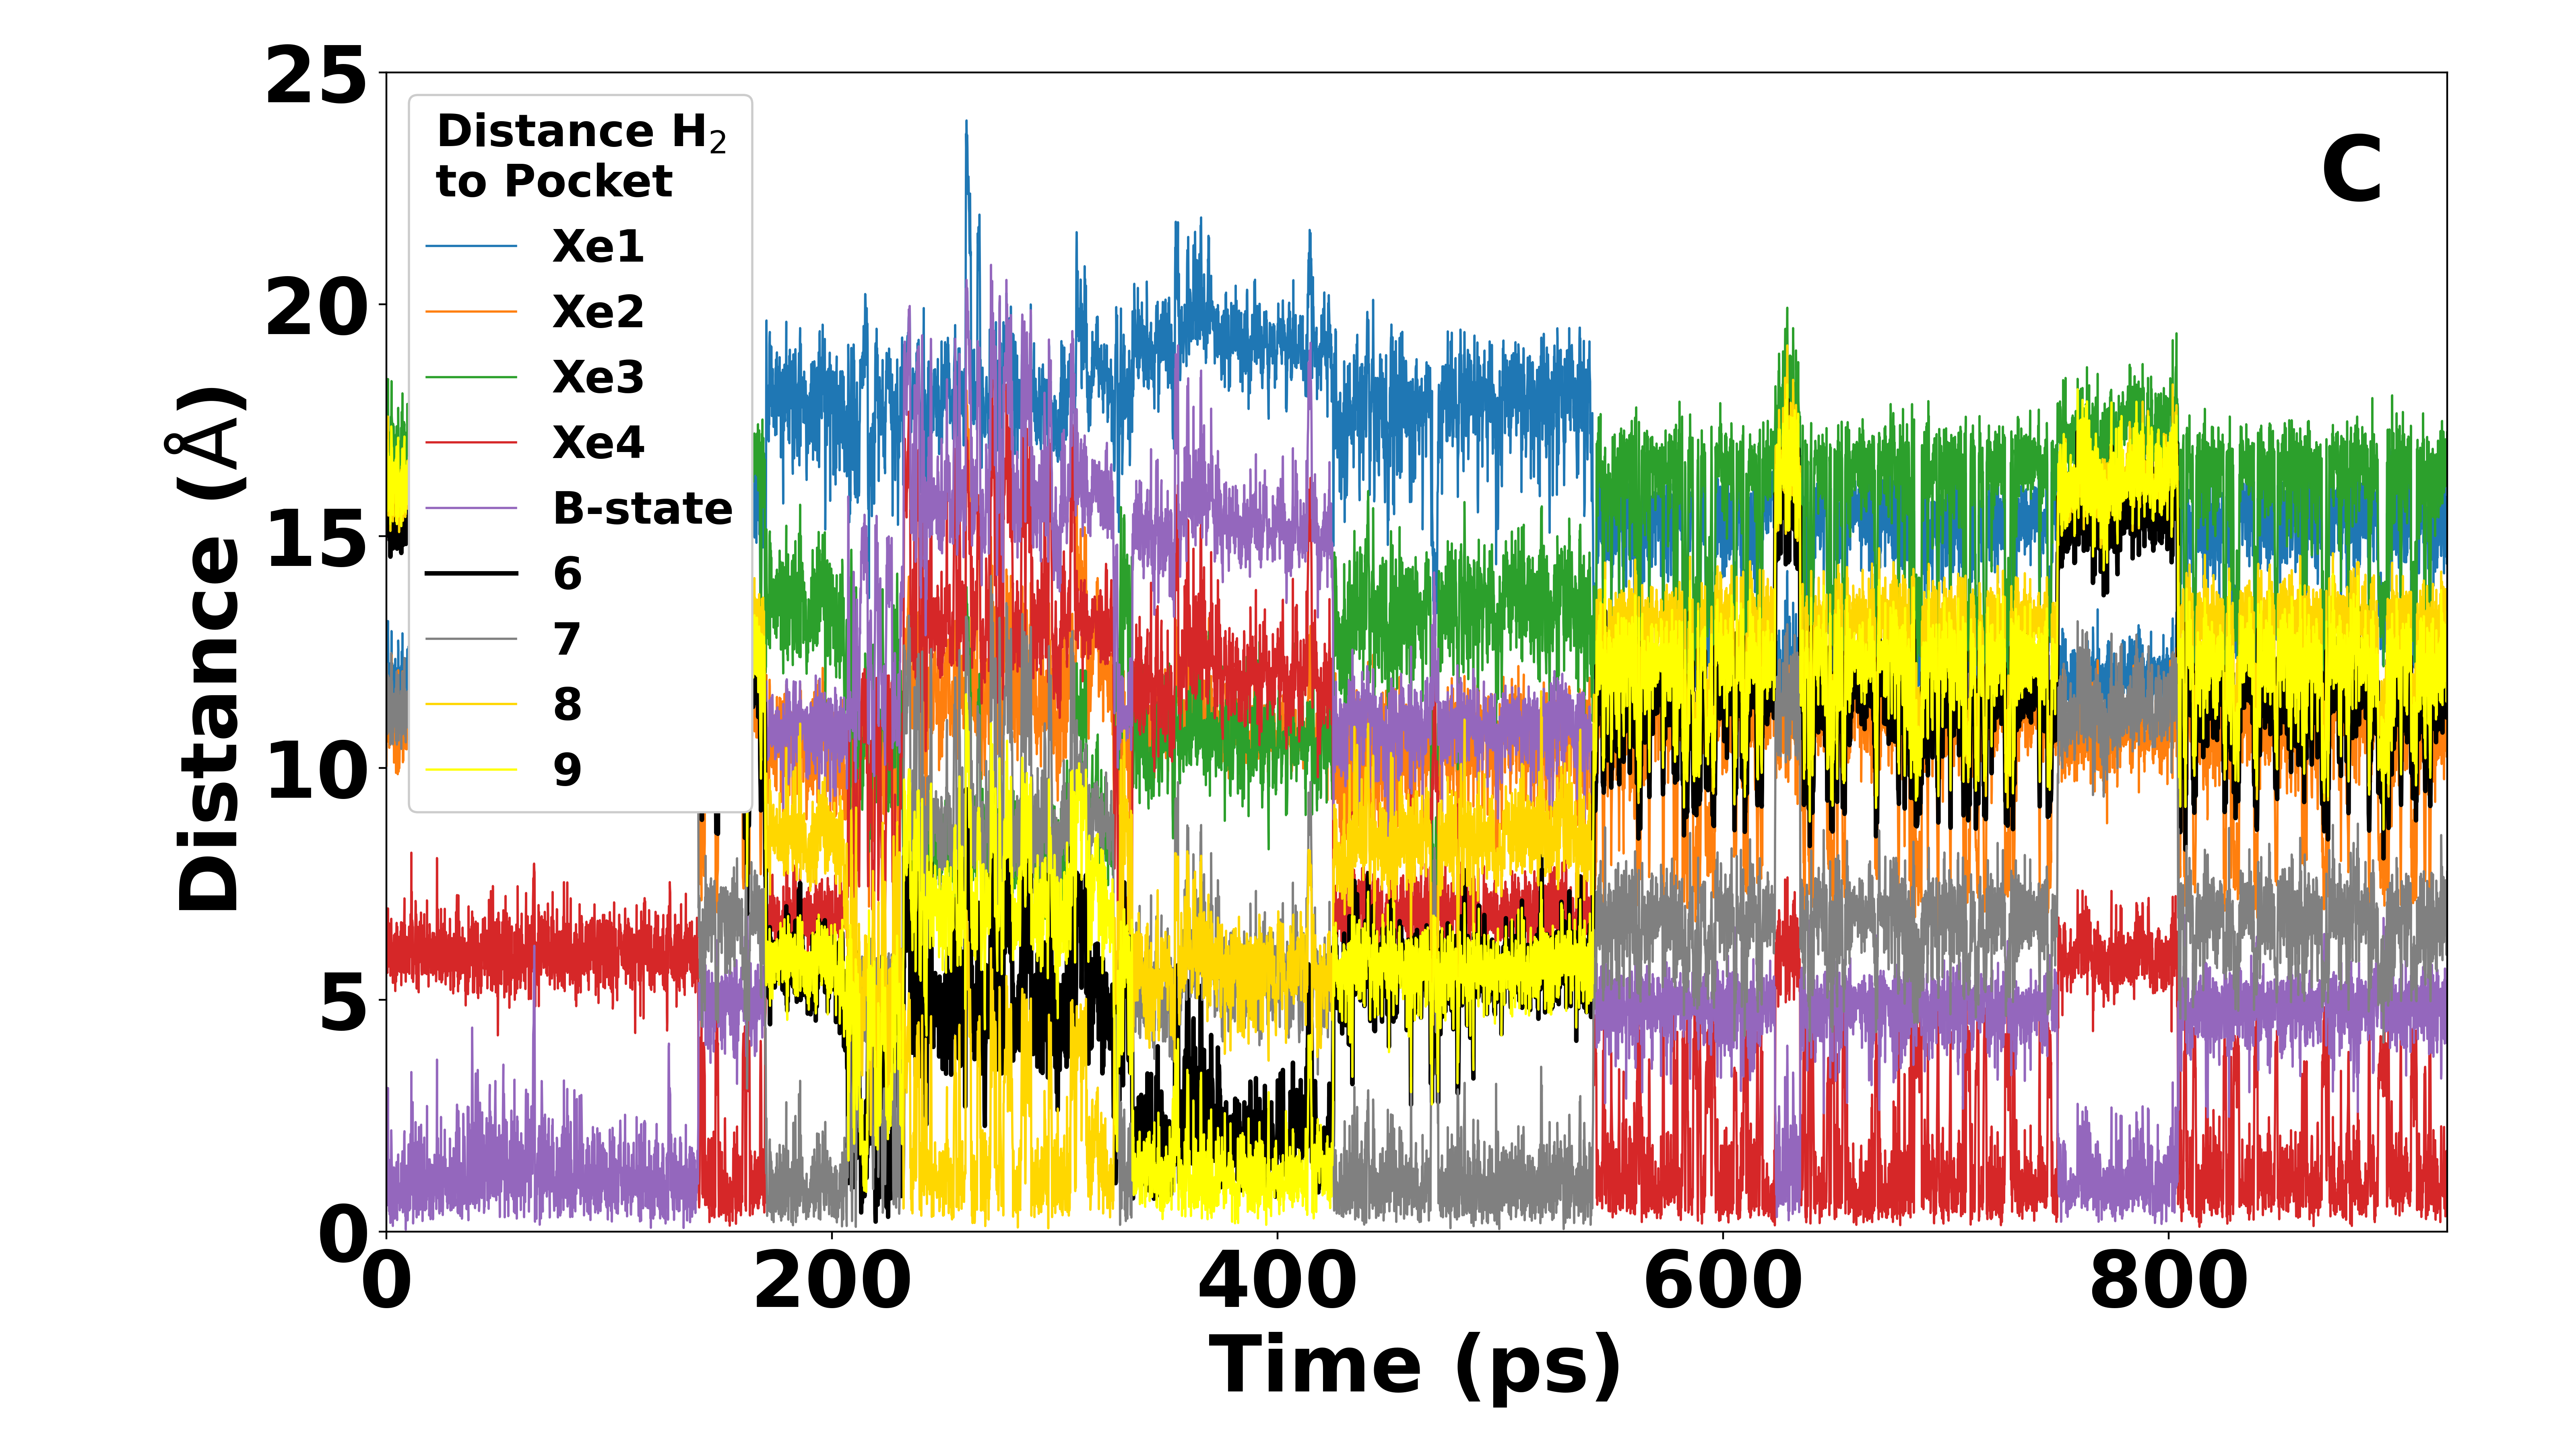 25
20
15
10
5
0
Distance (Å)
Distance H₂
to Pocket
Xe1
Xe2
Xe3
Xe4
B-state
6
7
8
9
C
0 200 400 600 800
Time (ps)